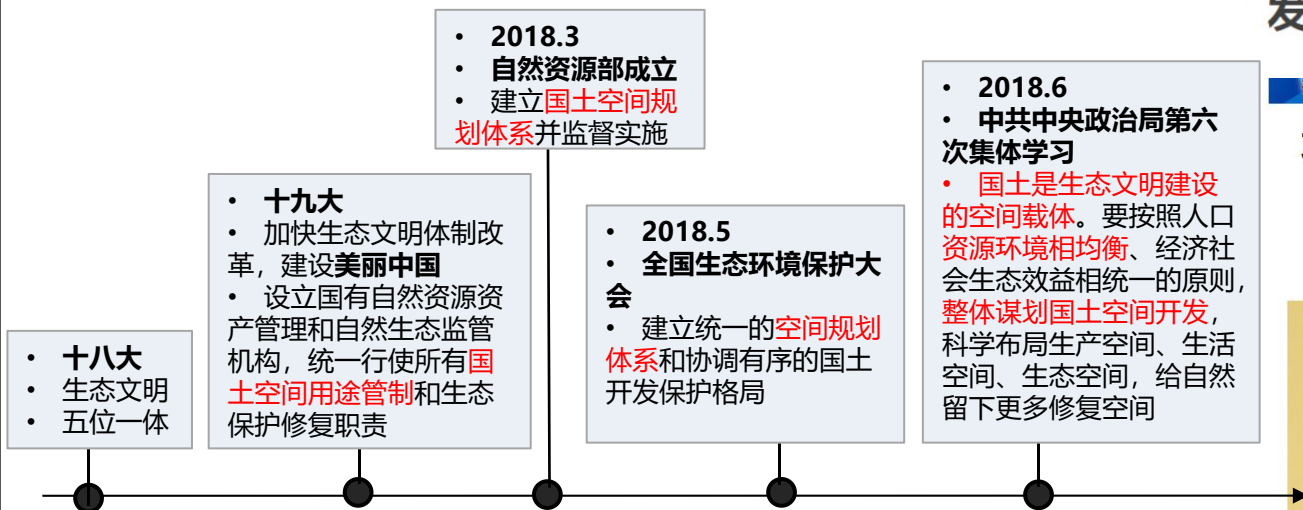 • 十八大
• 生态文明
• 五位一体
• 十九大
• 加快生态文明体制改
革，建设美丽中国
• 设立国有自然资源资
产管理和自然生态监管
机构，统一行使所有国
土空间用途管制和生态
保护修复职责
• 2018.3
• 自然资源部成立
• 建立国土空间规
划体系并监督实施
• 2018.5
• 全国生态环境保护大
会
• 建立统一的空间规划
体系和协调有序的国土
开发保护格局
• 2018.6
• 中共中央政治局第六
次集体学习
• 国土是生态文明建设
的空间载体。要按照人口
资源环境相均衡、经济社
会生态效益相统一的原则，
整体谋划国土空间开发，
科学布局生产空间、生活
空间、生态空间，给自然
留下更多修复空间
发